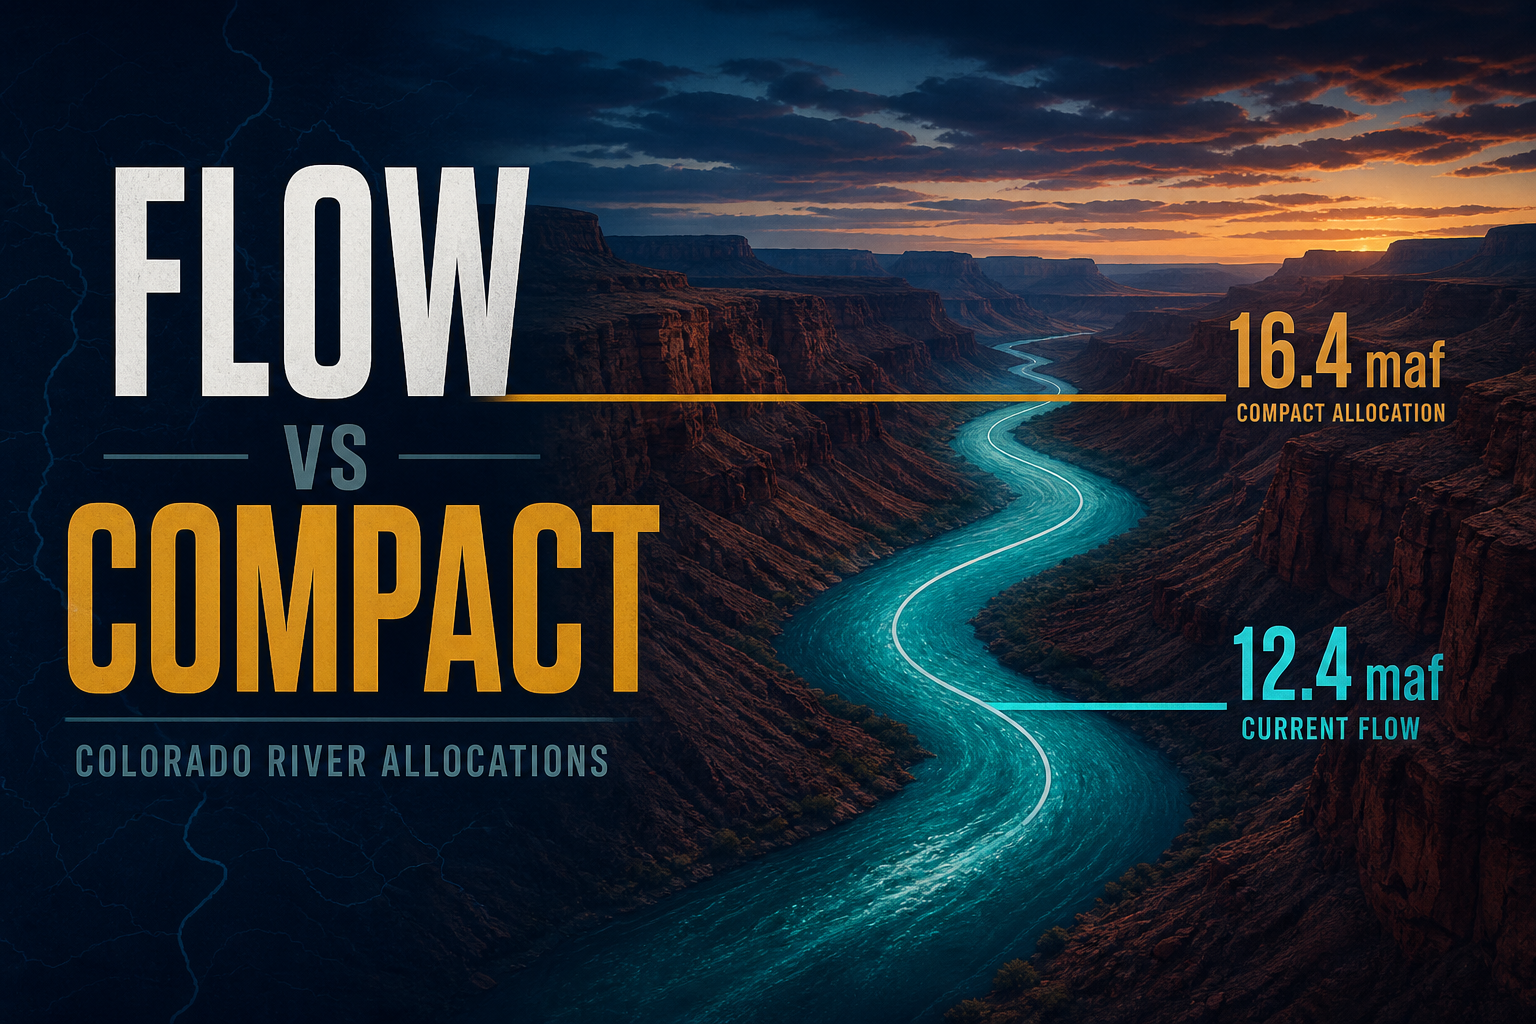 FLOW
VS
COMPACT
COLORADO RIVER ALLOCATIONS
16.4 maf
COMPACT ALLOCATION
12.4 maf
CURRENT FLOW